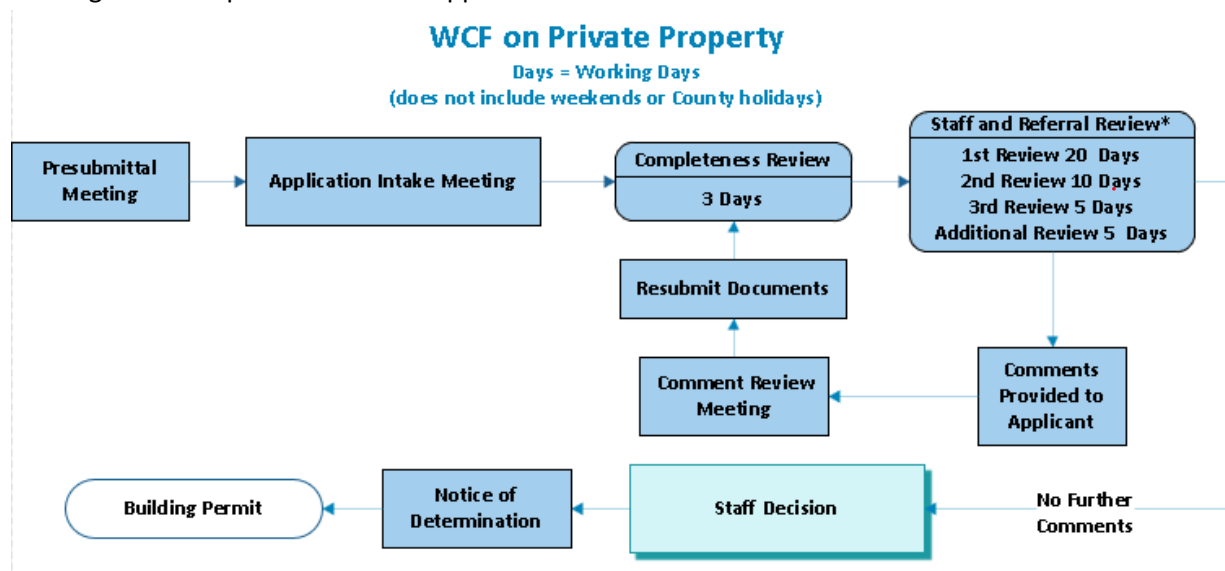 WCF on Private Property
Days = Working Days
(does not include weekends or County holidays)
Presubmittal
Meeting
Application Intake Meeting
Completeness Review
3 Days
Staff and Referral Review*
1st Review 20 Days
2nd Review 10 Days
3rd Review 5 Days
Additional Review 5 Days
Resubmit Documents
Comment Review
Meeting
Comments
Provided to
Applicant
Building Permit
Notice of
Determination
Staff Decision
No Further
Comments